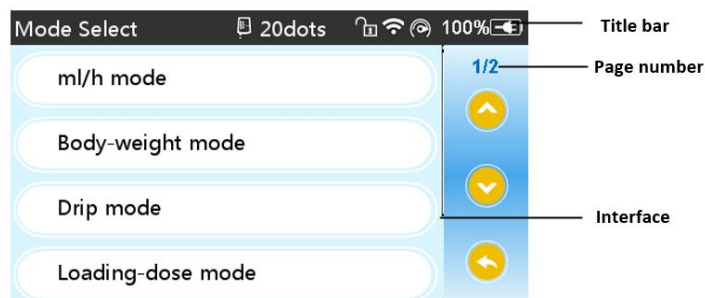 Mode Select 20dots 100% Title bar
1/2 Page number
ml/h mode
Body-weight mode
Drip mode
Interface
Loading-dose mode